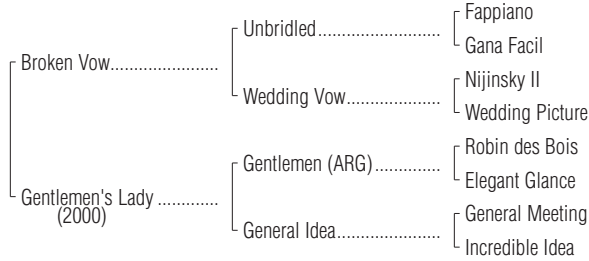 Fappiano
Unbridled........................
Gana Facil
Broken Vow.....................
Nijinsky II
Wedding Vow..................
Wedding Picture
Robin des Bois
Gentlemen (ARG).............
Elegant Glance
Gentlemen's Lady ............
(2000)
General Meeting
General Idea....................
Incredible Idea